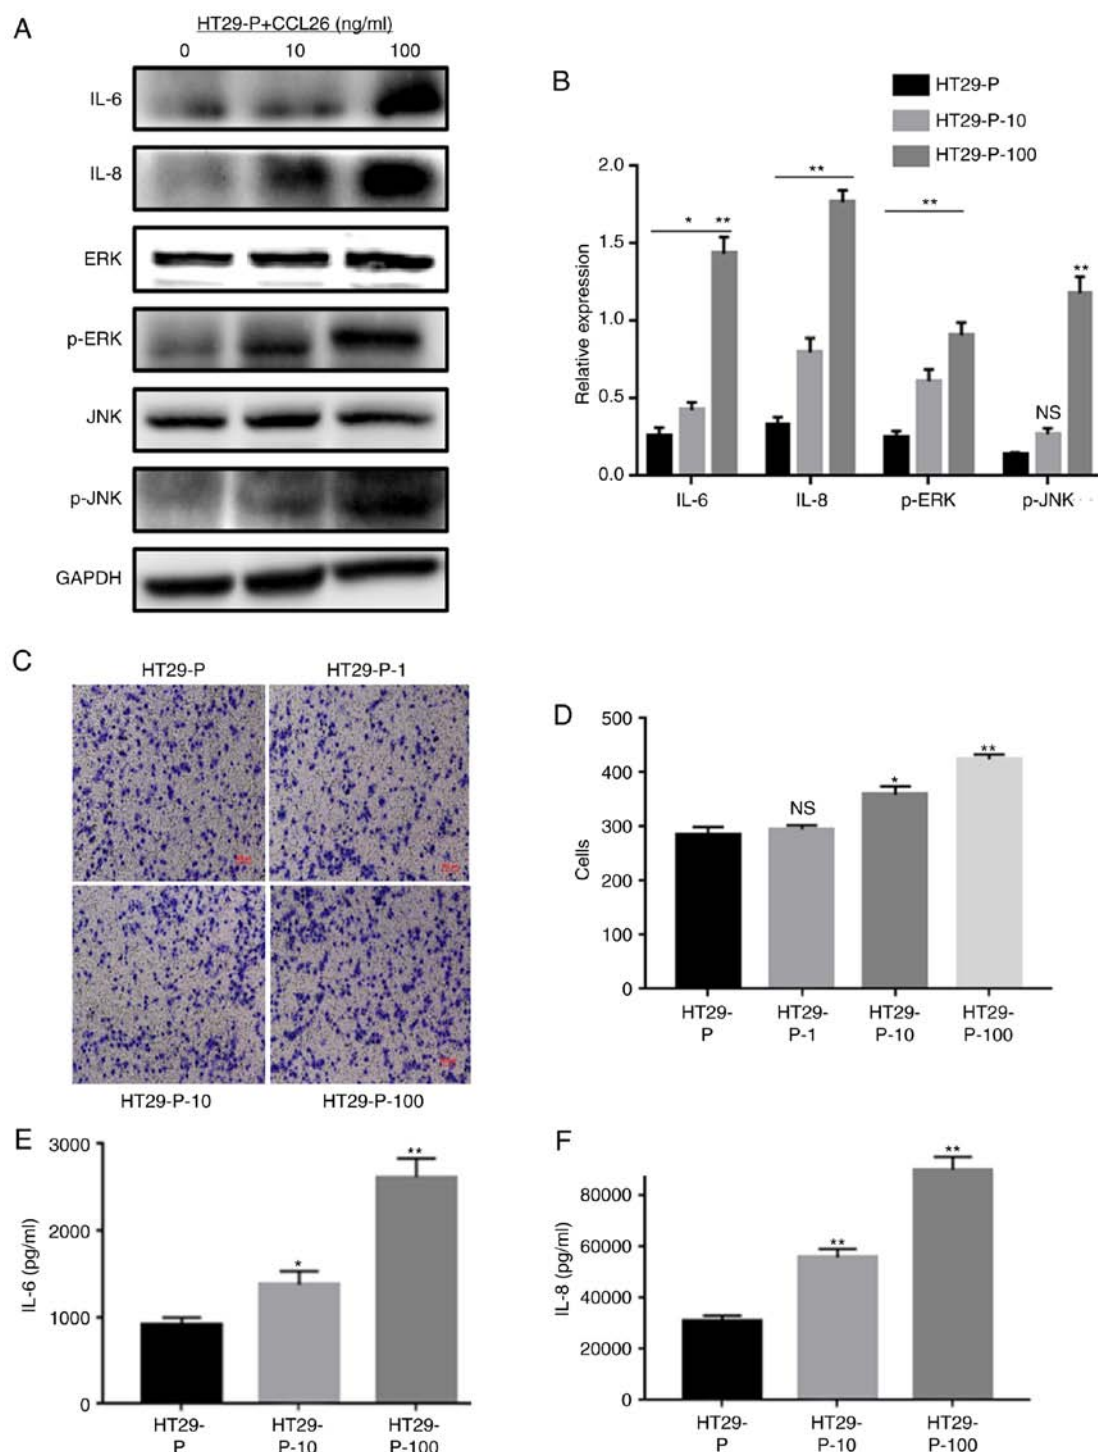 A
HT29-P+CCL26 (ng/ml)
0 10 100
IL-6
IL-8
ERK
p-ERK
JNK
p-JNK
GAPDH
B
HT29-P
HT29-P-10
HT29-P-100
2.0
1.5
1.0
0.5
0.0
Relative expression
* **
**
**
NS
**
IL-6 IL-8 p-ERK p-JNK
C
HT29-P HT29-P-1
HT29-P-10 HT29-P-100
D
500
400
300
200
100
0
Cells
NS
*
**
HT29- HT29- HT29- HT29-
P P-1 P-10 P-100
E
3000
2000
1000
0
IL-6 (pg/ml)
*
**
HT29- HT29- HT29-
P P-10 P-100
F
80000
60000
40000
20000
0
IL-8 (pg/ml)
**
**
HT29- HT29- HT29-
P P-10 P-100